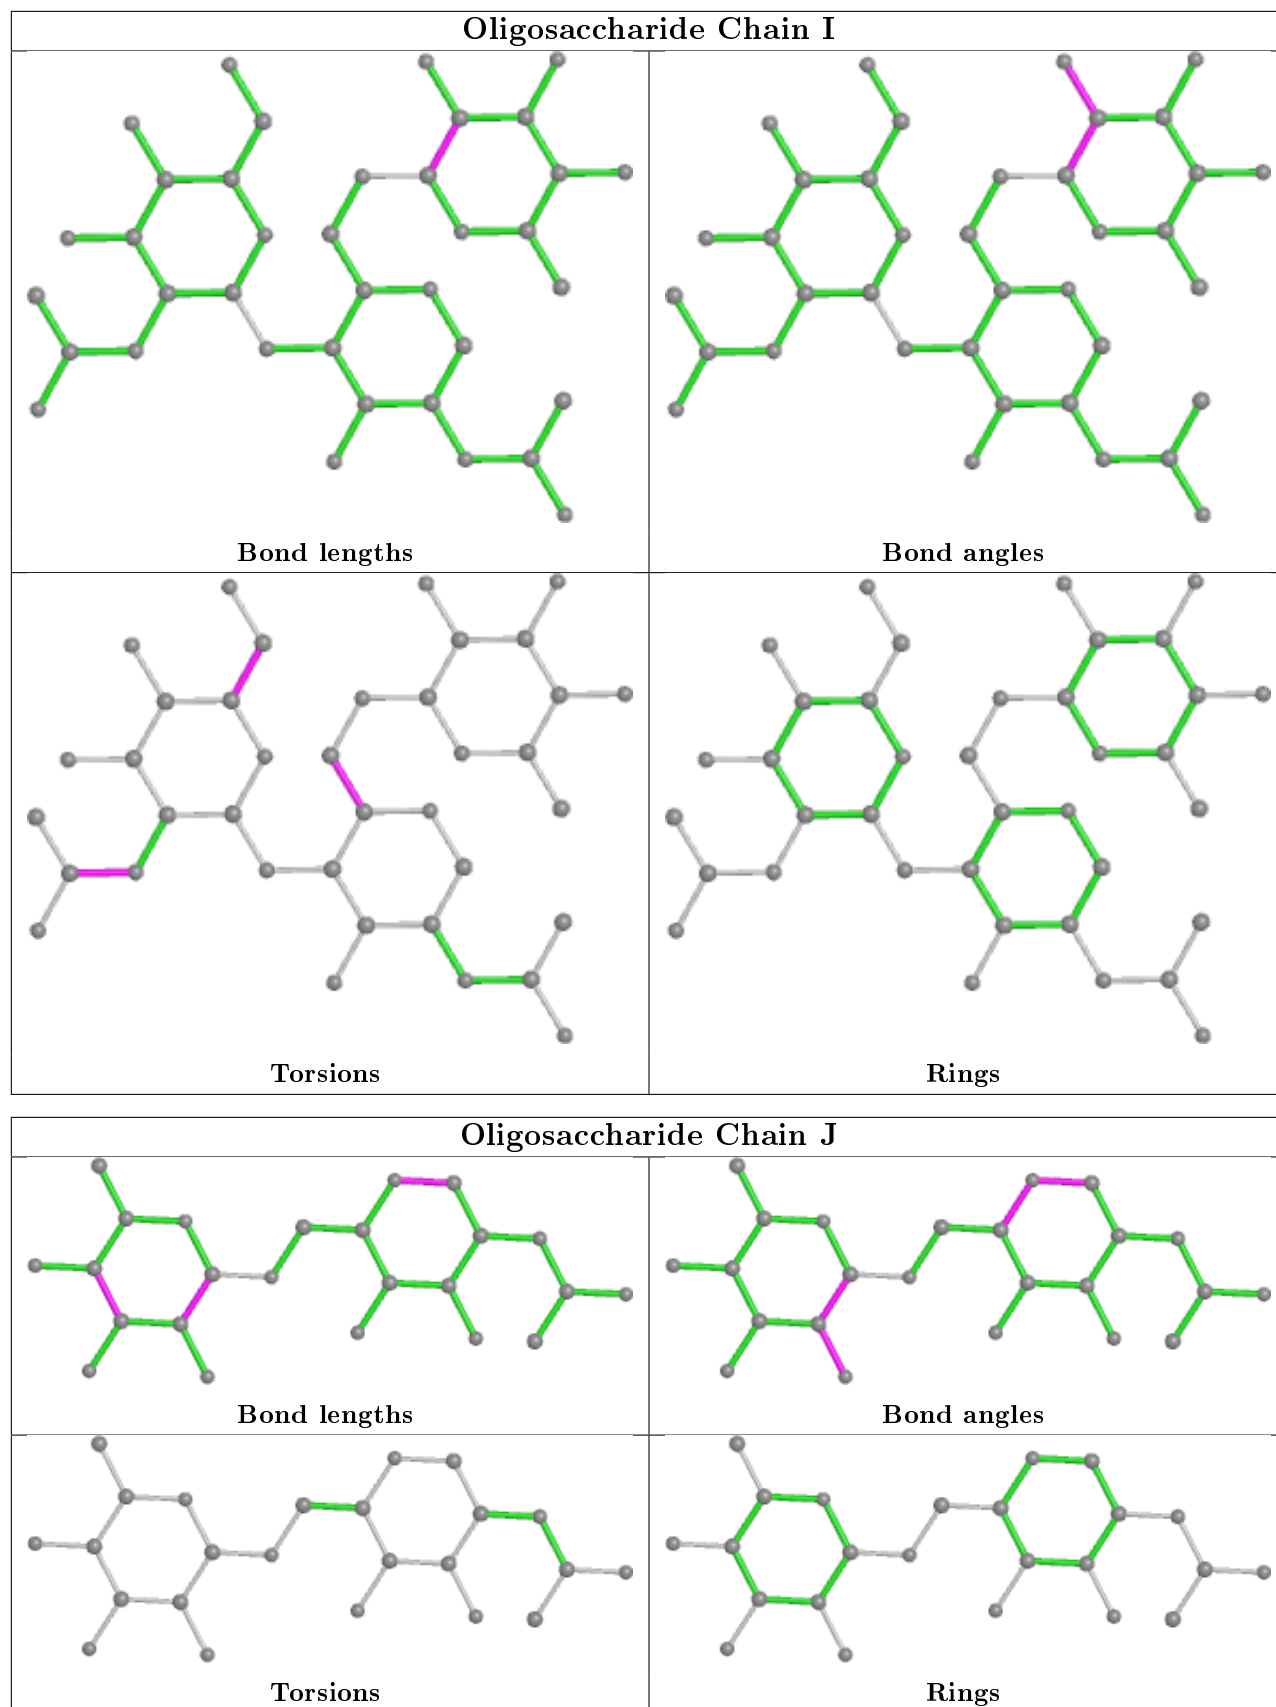 Oligosaccharide Chain I
Bond lengths
Bond angles
Torsions
Rings
Oligosaccharide Chain J
Bond lengths
Bond angles
Torsions
Rings